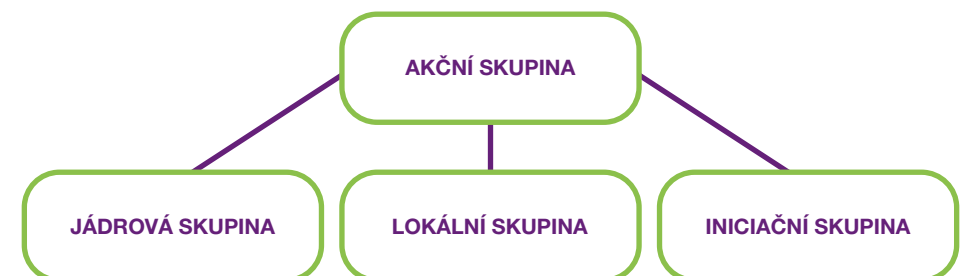 AKČNÍ SKUPINA
JÁDROVÁ SKUPINA
LOKÁLNÍ SKUPINA
INICIAČNÍ SKUPINA